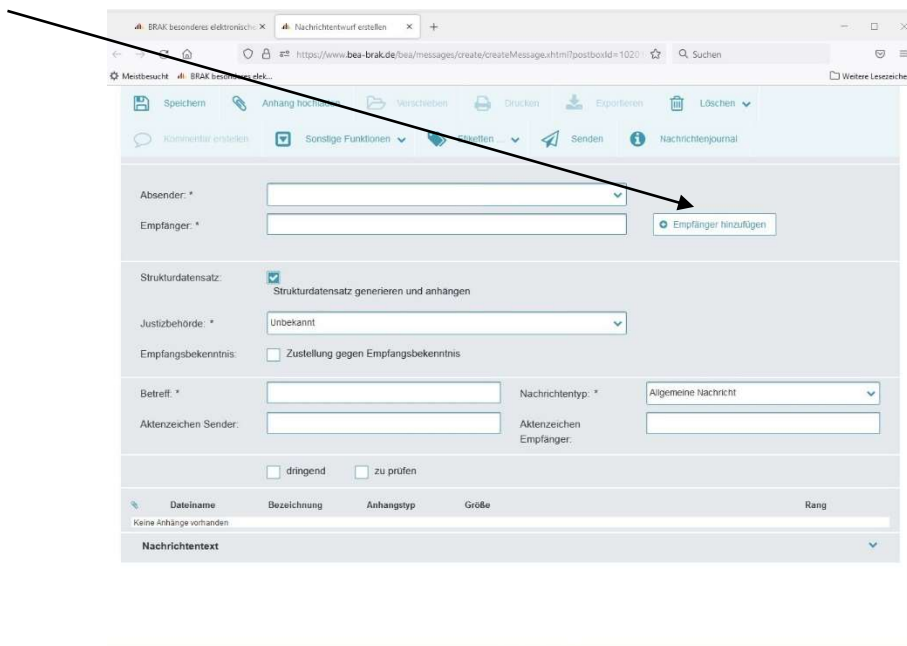 BRAK besonderes elektronisch
Nachrichtentwurf erstellen
https://www.bea-brak.de/bea/messages/create/createMessage.xhtml?postboxId=1020
Suchen
Meistbesucht BRAK besonderes elek...
Weitere Lesezeiche
Speichern Anhang hochladen Verschieben Drucken Exportieren Löschen
Kommentar erstellen Sonstige Funktionen Etiketten ... Senden Nachrichtenjournal
Absender: *
Empfänger: * Empfänger hinzufügen
Strukturdatensatz:
Strukturdatensatz generieren und anhängen
Justizbehörde: * Unbekannt
Empfangsbekenntnis: Zustellung gegen Empfangsbekenntnis
Betreff: * Nachrichtentyp: * Allgemeine Nachricht
Aktenzeichen Sender: Aktenzeichen
Empfänger:
dringend zu prüfen
Dateiname Bezeichnung Anhangstyp Größe Rang
Keine Anhänge vorhanden
Nachrichtentext